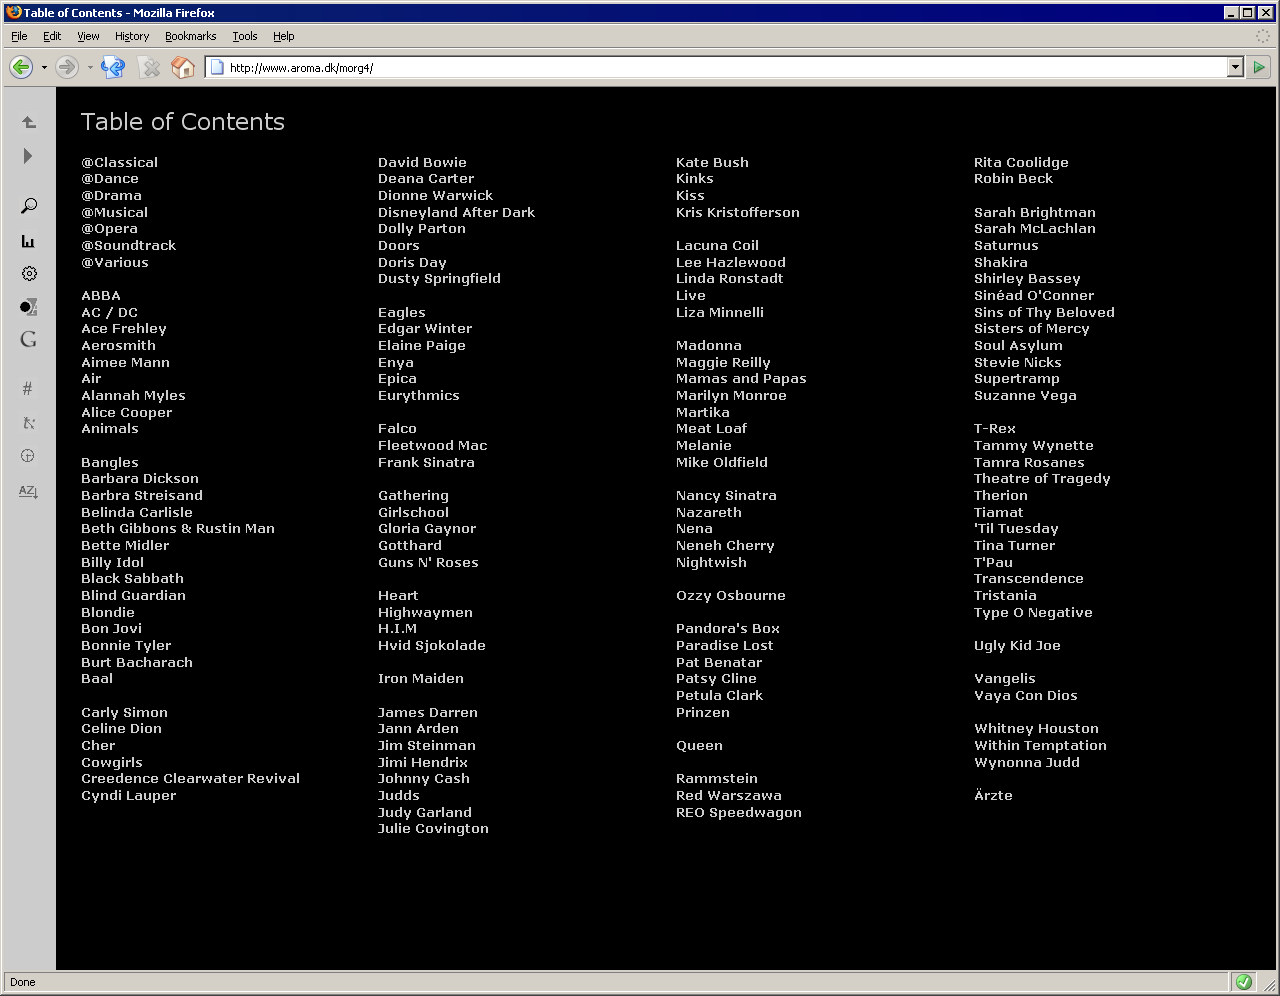 Table of Contents - Mozilla Firefox
File Edit View History Bookmarks Tools Help
http://www.aroma.dk/morg4/
Table of Contents
@Classical
@Dance
@Drama
@Musical
@Opera
@Soundtrack
@Various
ABBA
AC / DC
Ace Frehley
Aerosmith
Aimee Mann
Air
Alannah Myles
Alice Cooper
Animals
Bangles
Barbara Dickson
Barbra Streisand
Belinda Carlisle
Beth Gibbons & Rustin Man
Bette Midler
Billy Idol
Black Sabbath
Blind Guardian
Blondie
Bon Jovi
Bonnie Tyler
Burt Bacharach
Baal
Carly Simon
Celine Dion
Cher
Cowgirls
Creedence Clearwater Revival
Cyndi Lauper
David Bowie
Deana Carter
Dionne Warwick
Disneyland After Dark
Dolly Parton
Doors
Doris Day
Dusty Springfield
Eagles
Edgar Winter
Elaine Paige
Enya
Epica
Eurythmics
Falco
Fleetwood Mac
Frank Sinatra
Gathering
Girlschool
Gloria Gaynor
Gotthard
Guns N' Roses
Heart
Highwaymen
H.I.M
Hvid Sjokolade
Iron Maiden
James Darren
Jann Arden
Jim Steinman
Jimi Hendrix
Johnny Cash
Judds
Judy Garland
Julie Covington
Kate Bush
Kinks
Kiss
Kris Kristofferson
Lacuna Coil
Lee Hazlewood
Linda Ronstadt
Live
Liza Minnelli
Madonna
Maggie Reilly
Mamas and Papas
Marilyn Monroe
Martika
Meat Loaf
Melanie
Mike Oldfield
Nancy Sinatra
Nazareth
Nena
Neneh Cherry
Nightwish
Ozzy Osbourne
Pandora's Box
Paradise Lost
Pat Benatar
Patsy Cline
Petula Clark
Prinzen
Queen
Rammstein
Red Warszawa
REO Speedwagon
Rita Coolidge
Robin Beck
Sarah Brightman
Sarah McLachlan
Saturnus
Shakira
Shirley Bassey
Sinéad O'Conner
Sins of Thy Beloved
Sisters of Mercy
Soul Asylum
Stevie Nicks
Supertramp
Suzanne Vega
T-Rex
Tammy Wynette
Tamra Rosanes
Theatre of Tragedy
Therion
Tiamat
'Til Tuesday
Tina Turner
T'Pau
Transcendence
Tristania
Type O Negative
Ugly Kid Joe
Vangelis
Vaya Con Dios
Whitney Houston
Within Temptation
Wynonna Judd
Ärzte
G
#
AZ
Done